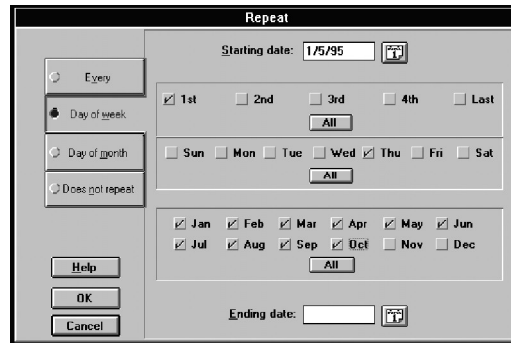 Repeat
Starting date: 1/5/95
Every
Day of week
Day of month
Does not repeat
1st 2nd 3rd 4th Last
All
Sun Mon Tue Wed Thu Fri Sat
All
Jan Feb Mar Apr May Jun
Jul Aug Sep Oct Nov Dec
All
Help
OK
Cancel
Ending date: